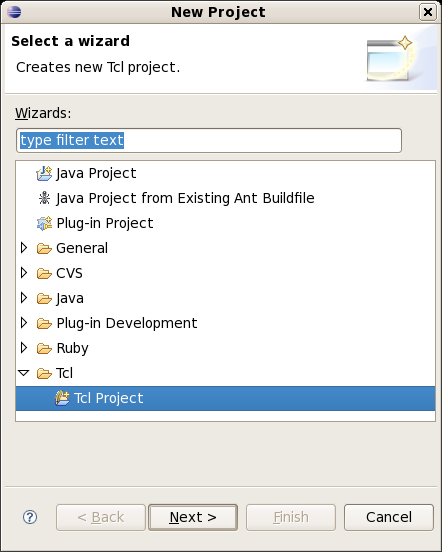 New Project
Select a wizard
Creates new Tcl project.
Wizards:
type filter text
Java Project
Java Project from Existing Ant Buildfile
Plug-in Project
General
CVS
Java
Plug-in Development
Ruby
Tcl
Tcl Project
? < Back Next > Finish Cancel